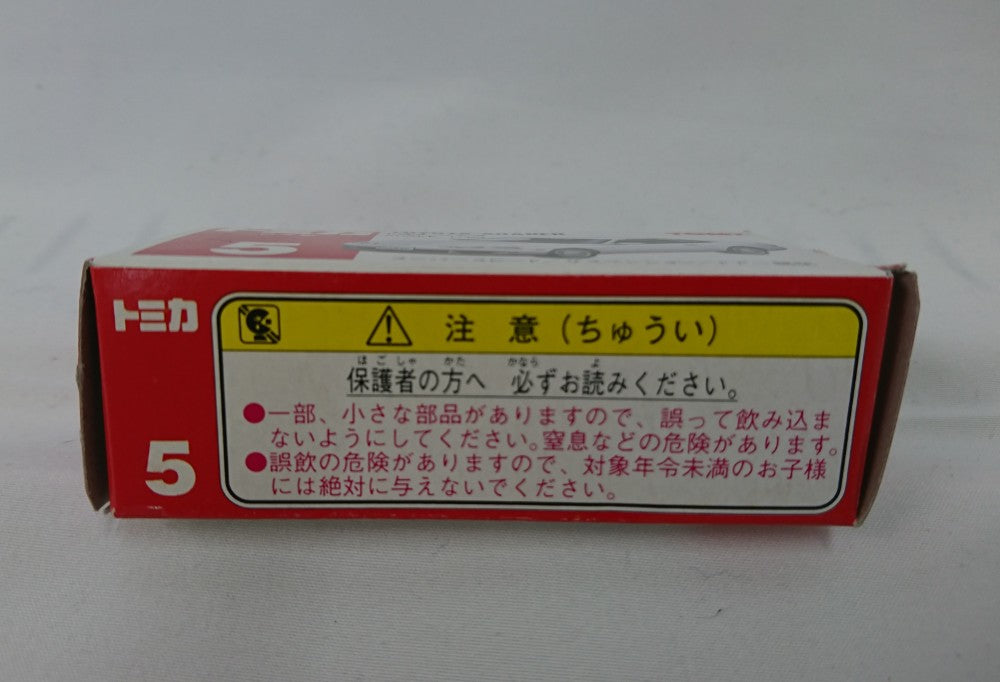 5
トミカ
注意(ちゅうい)
ほごしゃ かた かなら よ
保護者の方へ 必ずお読みください。
●一部、小さな部品がありますので、誤って飲み込ま
ないようにしてください。窒息などの危険があります。
●誤飲の危険がありますので、対象年令未満のお子様
には絶対に与えないでください。
5